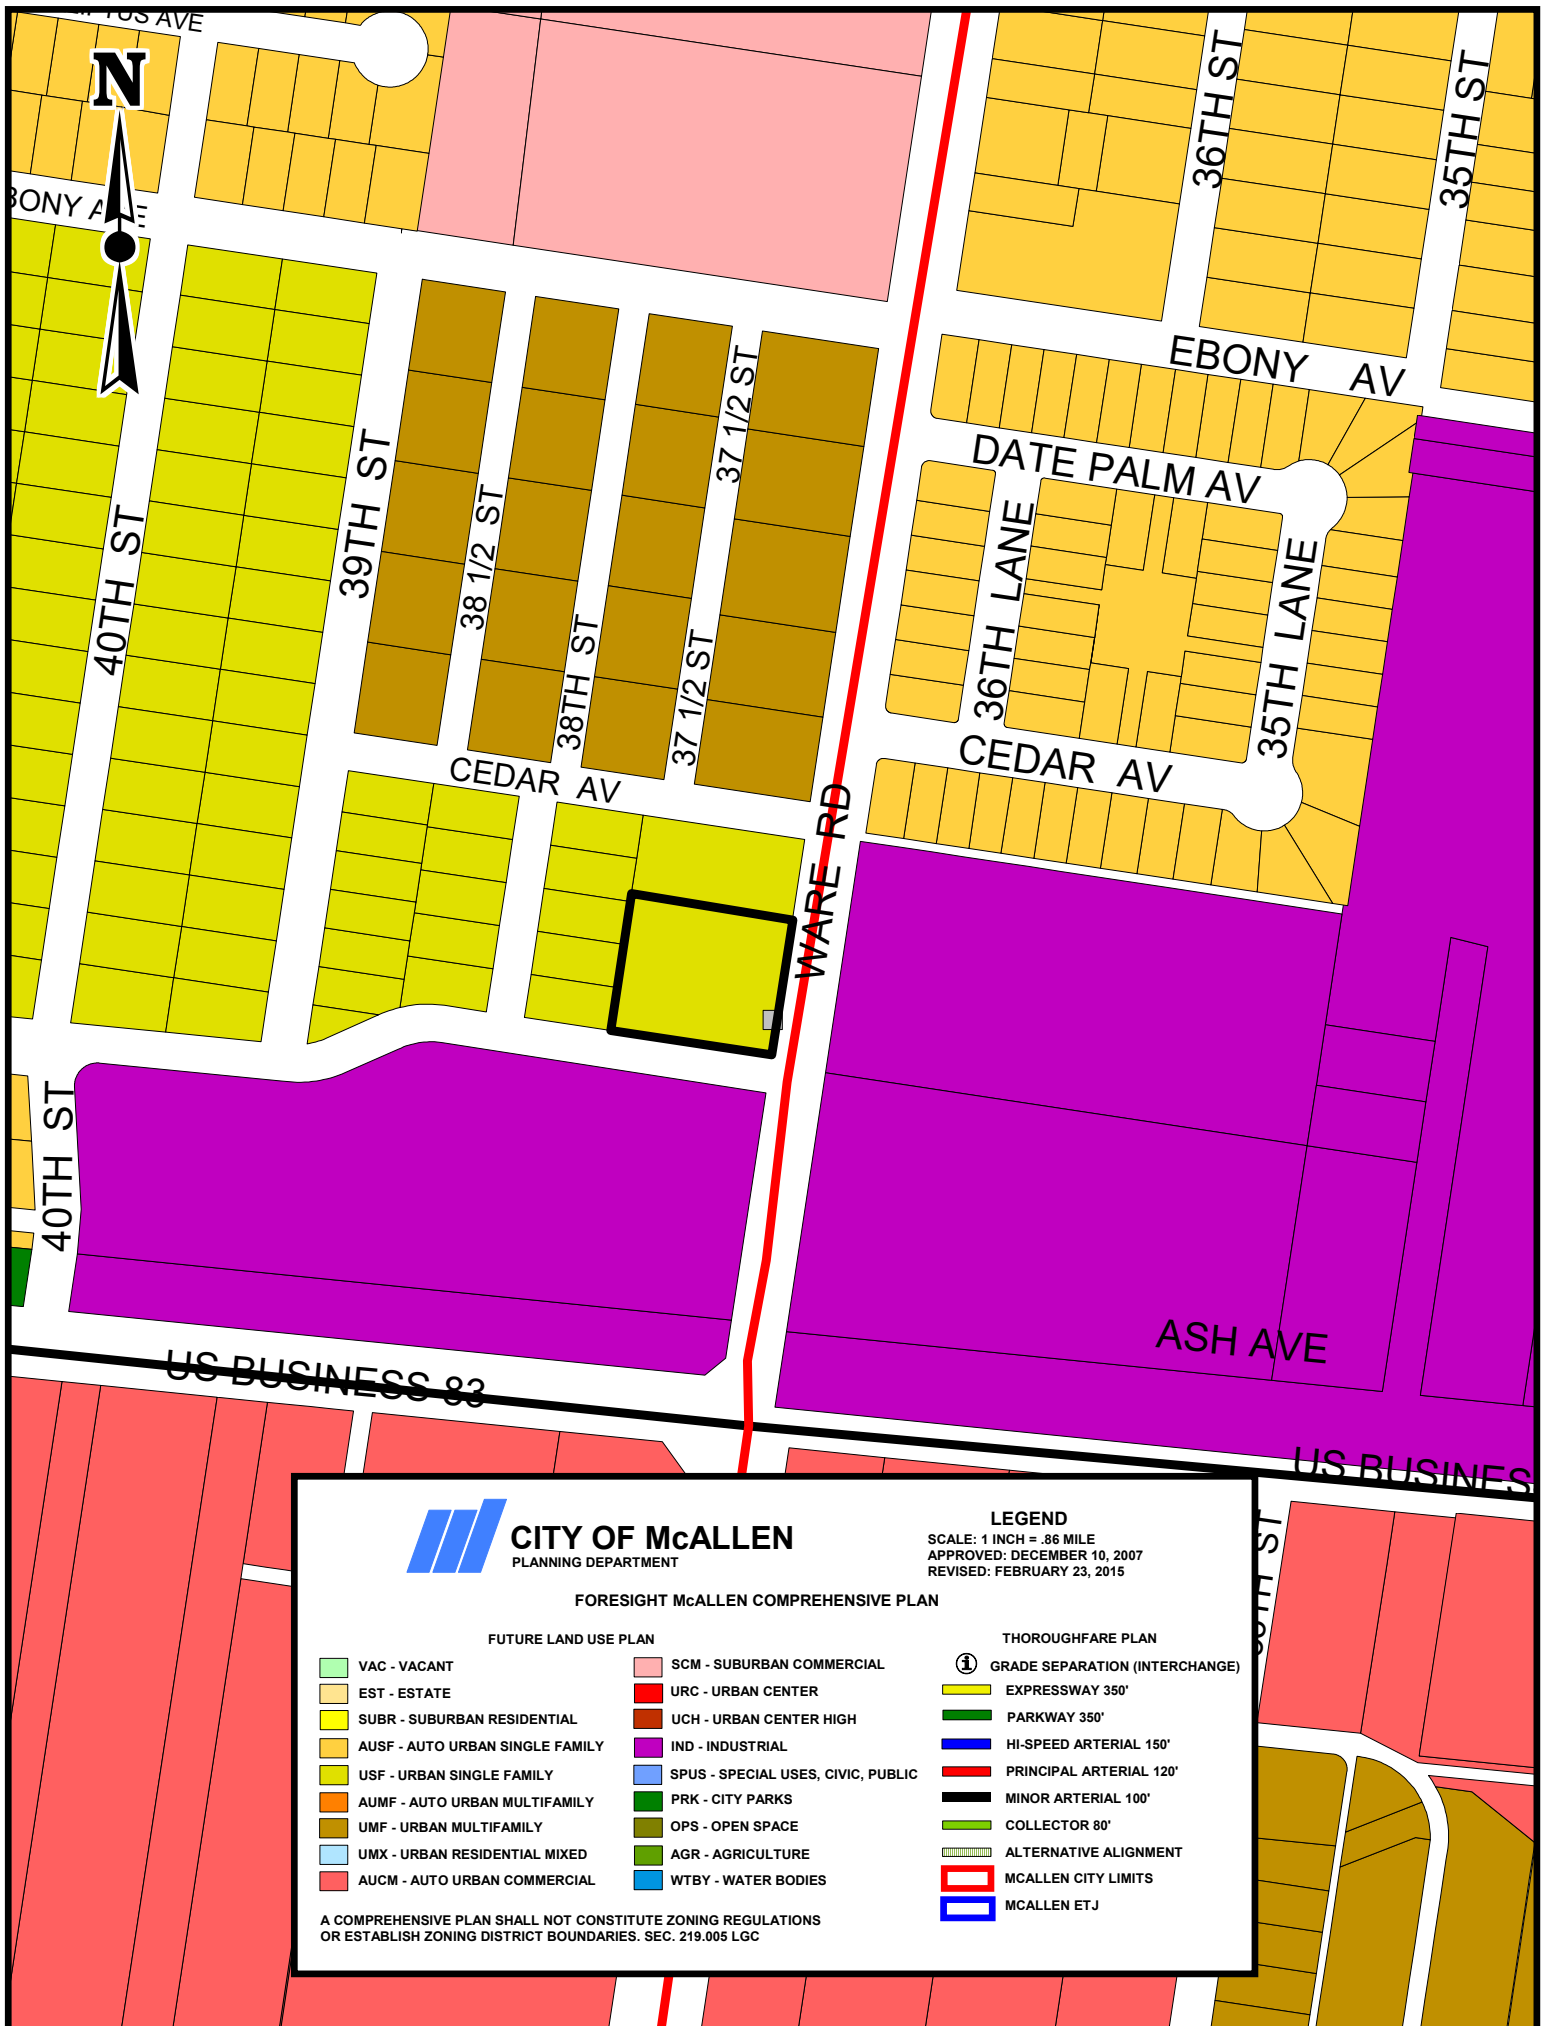 N
36TH ST
35TH ST
EBONY AV
DATE PALM AV
37 1/2 ST
39TH ST
38 1/2 ST
40TH ST
36TH LANE
35TH LANE
38TH ST
37 1/2 ST
CEDAR AV
CEDAR AV
WARE RD
40TH ST
ASH AVE
US BUSINESS 83
US BUSINES
CITY OF McALLEN
PLANNING DEPARTMENT
LEGEND
SCALE: 1 INCH = .86 MILE
APPROVED: DECEMBER 10, 2007
REVISED: FEBRUARY 23, 2015
FORESIGHT McALLEN COMPREHENSIVE PLAN
FUTURE LAND USE PLAN
VAC - VACANT
EST - ESTATE
SUBR - SUBURBAN RESIDENTIAL
AUSF - AUTO URBAN SINGLE FAMILY
USF - URBAN SINGLE FAMILY
AUMF - AUTO URBAN MULTIFAMILY
UMF - URBAN MULTIFAMILY
UMX - URBAN RESIDENTIAL MIXED
AUCM - AUTO URBAN COMMERCIAL
SCM - SUBURBAN COMMERCIAL
URC - URBAN CENTER
UCH - URBAN CENTER HIGH
IND - INDUSTRIAL
SPUS - SPECIAL USES, CIVIC, PUBLIC
PRK - CITY PARKS
OPS - OPEN SPACE
AGR - AGRICULTURE
WTBY - WATER BODIES
THOROUGHFARE PLAN
GRADE SEPARATION (INTERCHANGE)
EXPRESSWAY 350'
PARKWAY 350'
HI-SPEED ARTERIAL 150'
PRINCIPAL ARTERIAL 120'
MINOR ARTERIAL 100'
COLLECTOR 80'
ALTERNATIVE ALIGNMENT
MCALLEN CITY LIMITS
MCALLEN ETJ
A COMPREHENSIVE PLAN SHALL NOT CONSTITUTE ZONING REGULATIONS
OR ESTABLISH ZONING DISTRICT BOUNDARIES. SEC. 219.005 LGC